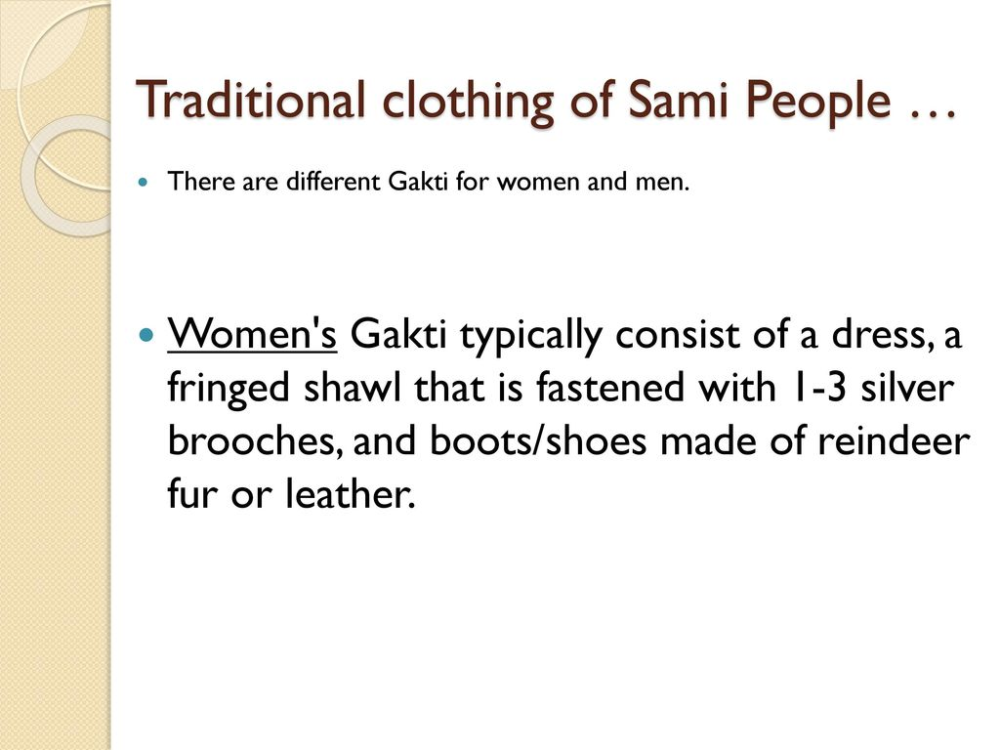 Traditional clothing of Sami People …
• There are different Gakti for women and men.
• Women's Gakti typically consist of a dress, a
fringed shawl that is fastened with 1-3 silver
brooches, and boots/shoes made of reindeer
fur or leather.